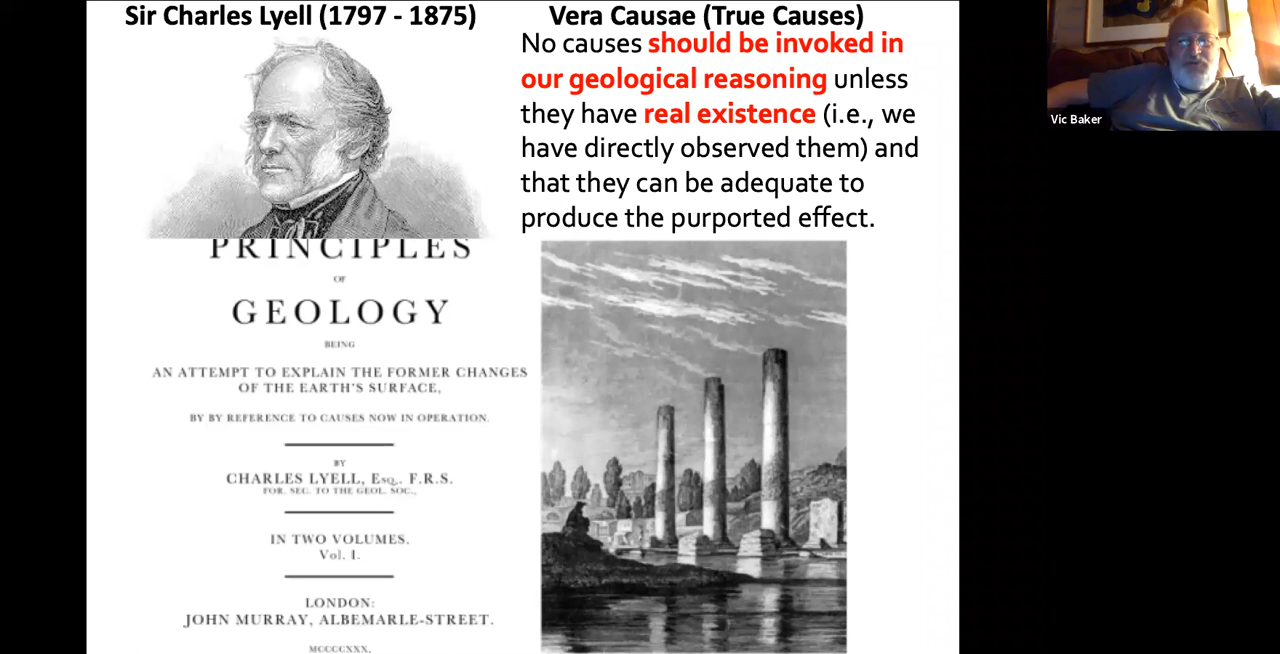 Sir Charles Lyell (1797 - 1875)
Vera Causae (True Causes)
No causes should be invoked in
our geological reasoning unless
they have real existence (i.e., we
have directly observed them) and
that they can be adequate to
produce the purported effect.
PRINCIPLES
OF
GEOLOGY
BEING
AN ATTEMPT TO EXPLAIN THE FORMER CHANGES
OF THE EARTH'S SURFACE,
BY BY REFERENCE TO CAUSES NOW IN OPERATION.
BY
CHARLES LYELL, Esq,. F.R.S.
FOR. SEC. TO THE GEOL. SOC.,
IN TWO VOLUMES.
Vol. I.
LONDON:
JOHN MURRAY, ALBEMARLE-STREET.
MCCCCXXX,
Vic Baker